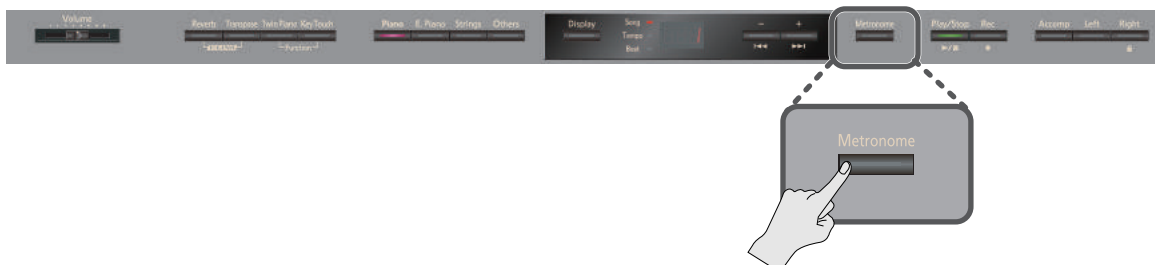 Volume
Reverb Transpose Twin Piano Key Touch
Function
Piano E. Piano Strings Others
Display
Song
Tempo
Beat
- +
Metronome
Play/Stop Rec
Accomp Left Right
Metronome